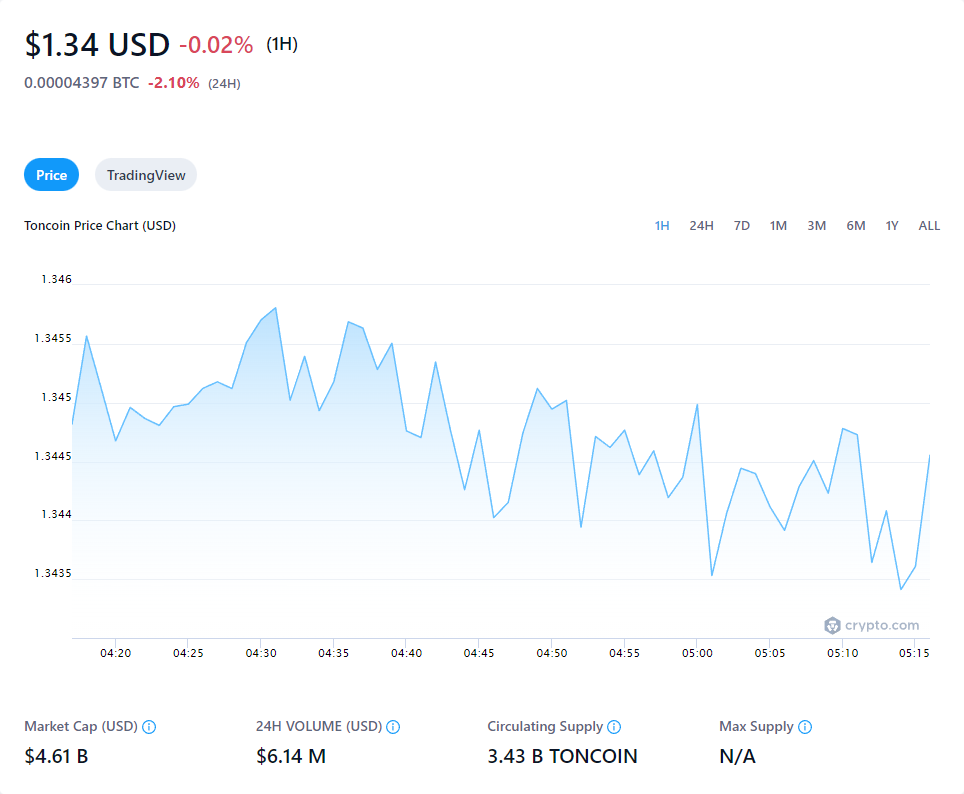 $1.34 USD -0.02% (1H)
0.00004397 BTC -2.10% (24H)
Price TradingView
Toncoin Price Chart (USD) 1H 24H 7D 1M 3M 6M 1Y ALL
1.346
1.3455
1.345
1.3445
1.344
1.3435
crypto.com
04:20 04:25 04:30 04:35 04:40 04:45 04:50 04:55 05:00 05:05 05:10 05:15
Market Cap (USD) 24H VOLUME (USD) Circulating Supply Max Supply
$4.61 B $6.14 M 3.43 B TONCOIN N/A